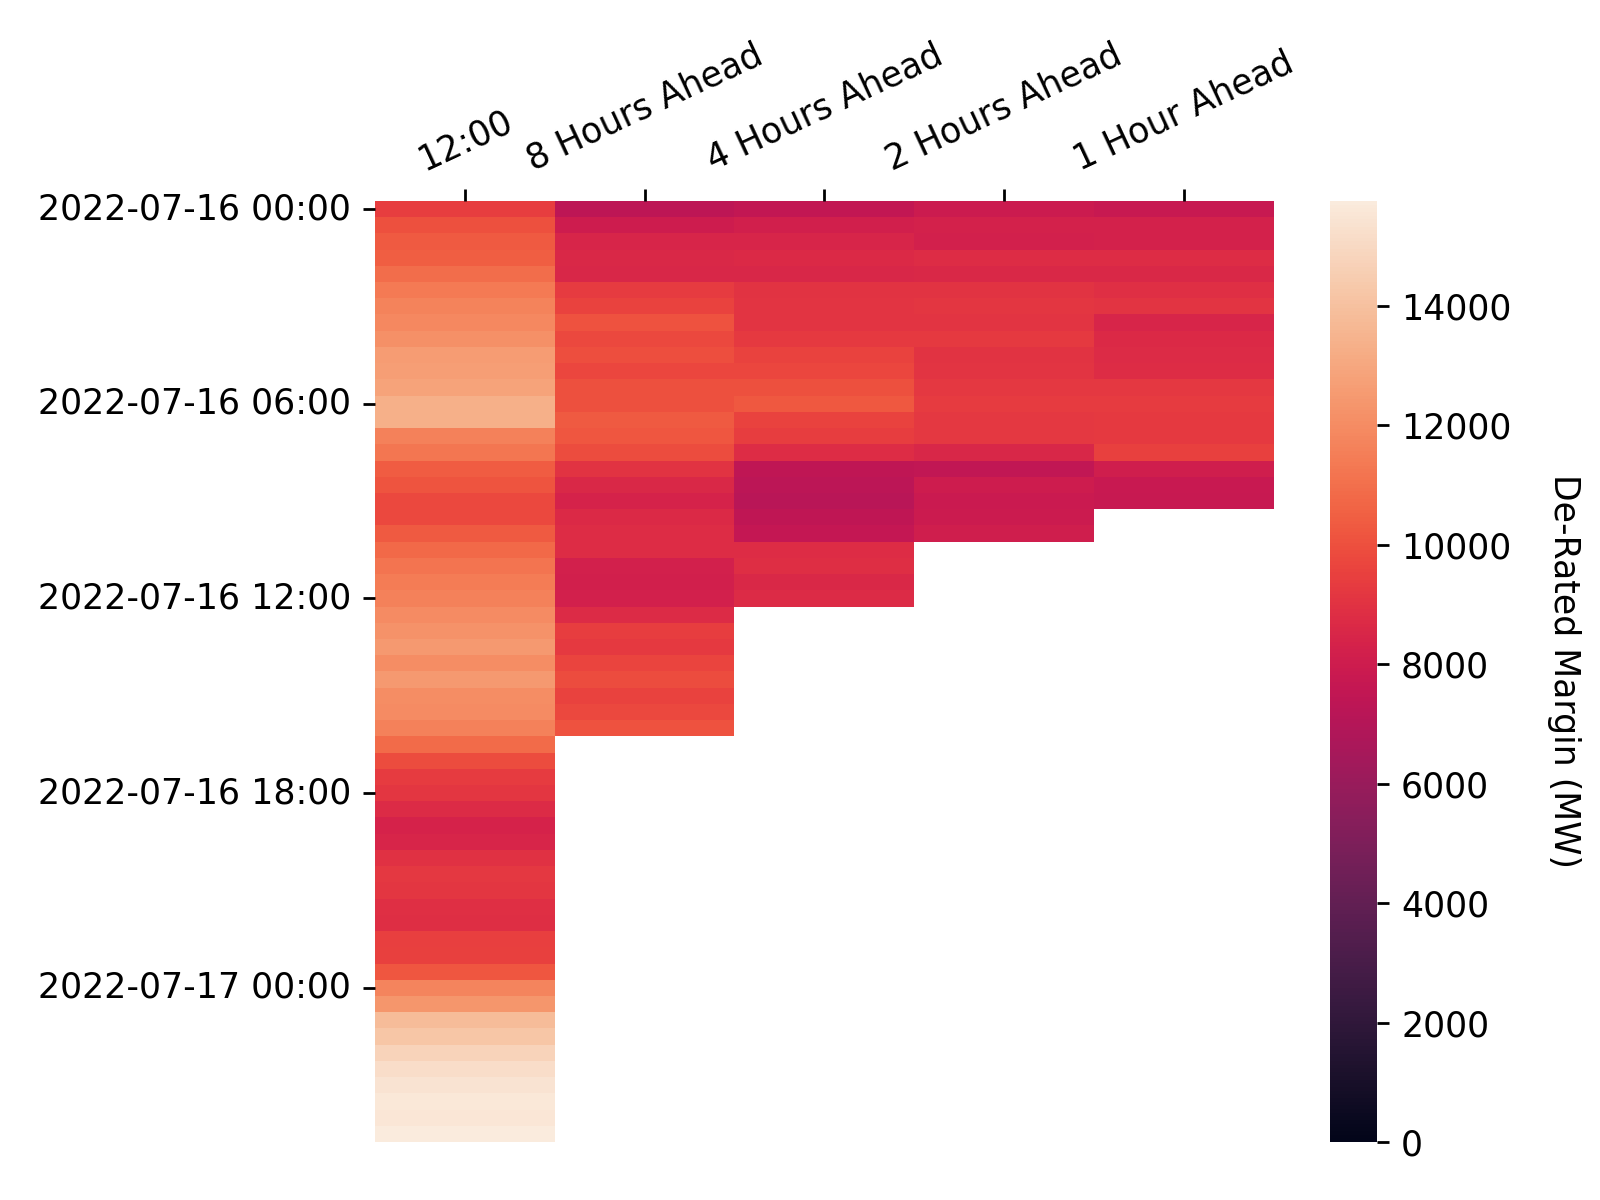 12:00
8 Hours Ahead
4 Hours Ahead
2 Hours Ahead
1 Hour Ahead
2022-07-16 00:00
2022-07-16 06:00
2022-07-16 12:00
2022-07-16 18:00
2022-07-17 00:00
14000
12000
10000
8000
6000
4000
2000
0
De-Rated Margin (MW)